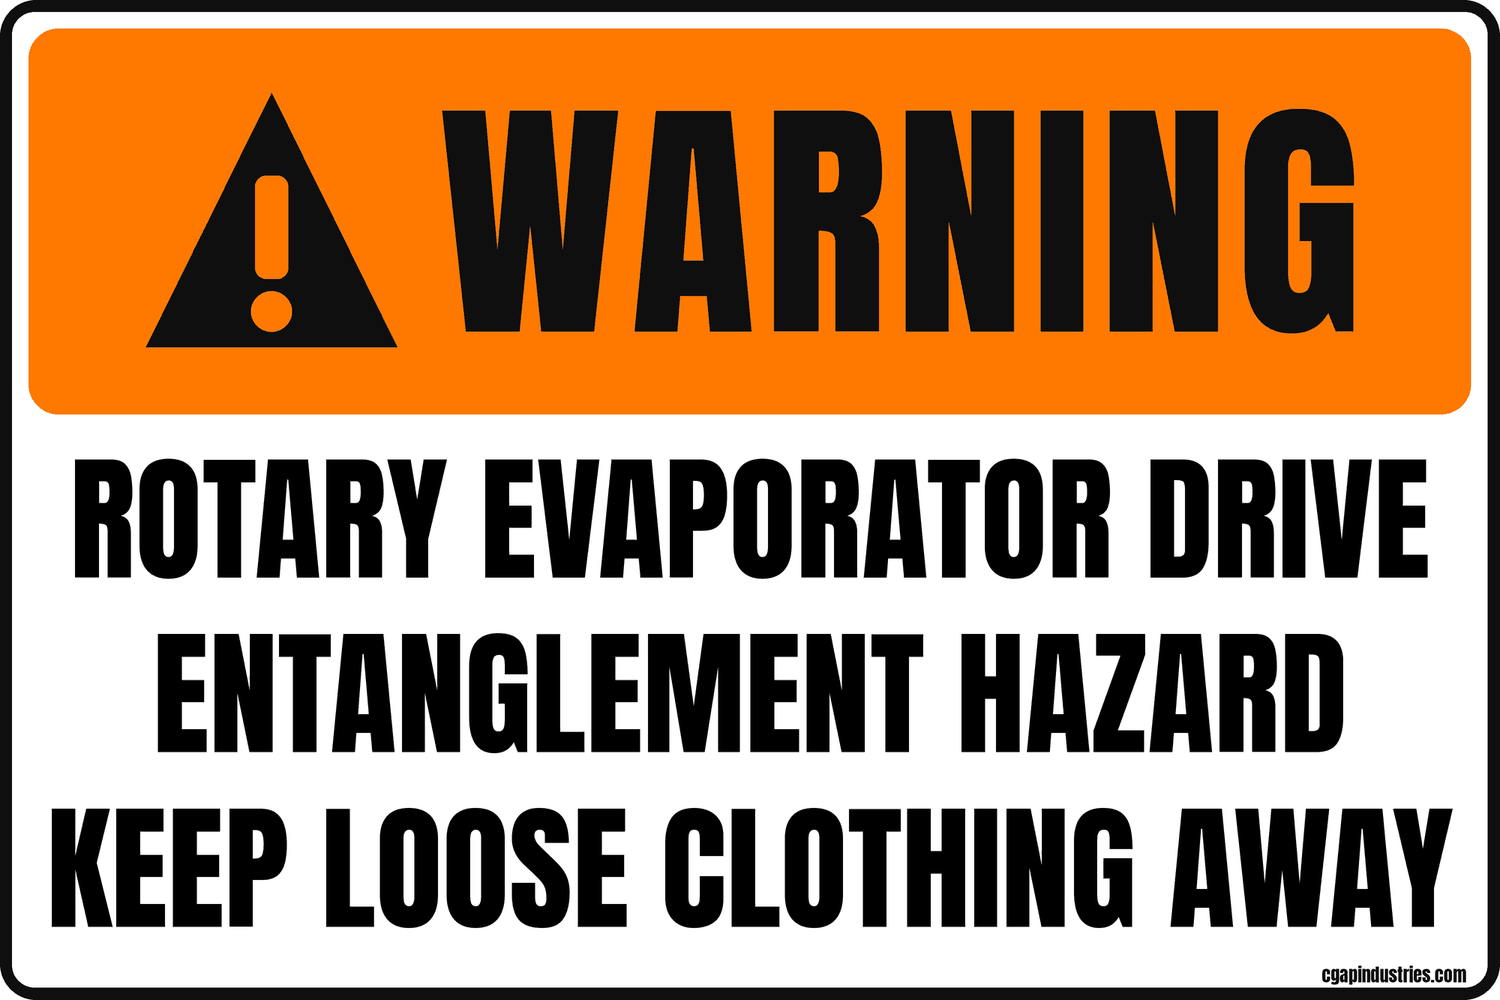 WARNING
ROTARY EVAPORATOR DRIVE
ENTANGLEMENT HAZARD
KEEP LOOSE CLOTHING AWAY
cgapindustries.com